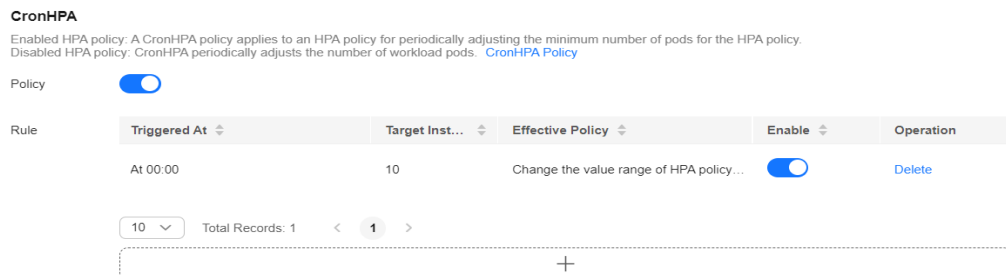 CronHPA
Enabled HPA policy: A CronHPA policy applies to an HPA policy for periodically adjusting the minimum number of pods for the HPA policy.
Disabled HPA policy: CronHPA periodically adjusts the number of workload pods. CronHPA Policy
Policy
Rule Triggered At Target Inst... Effective Policy Enable Operation
At 00:00 10 Change the value range of HPA policy... Delete
10 Total Records: 1 < 1 >
+